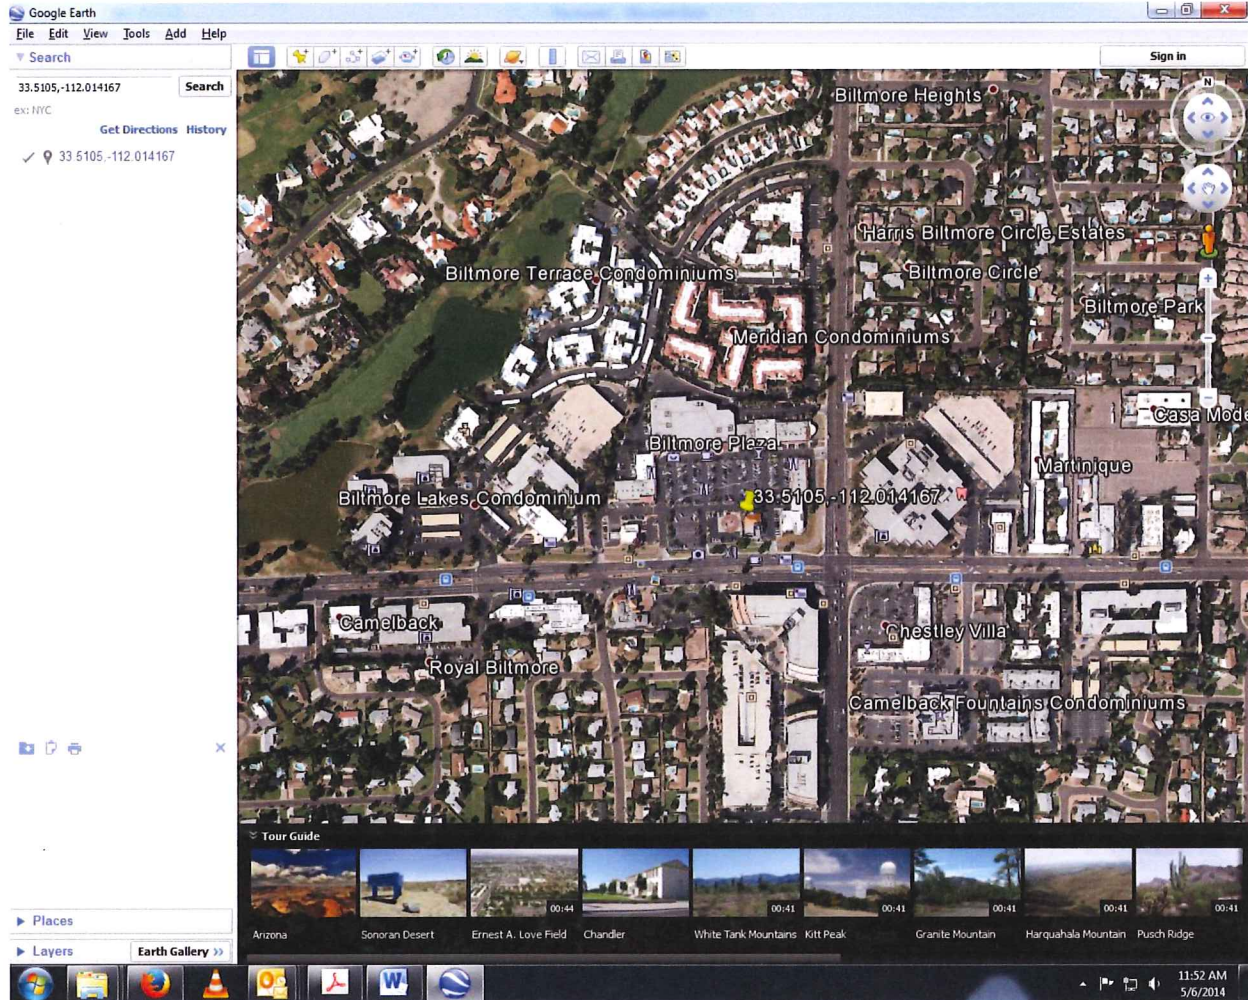 Google Earth
File Edit View Tools Add Help
Search
33.5105,-112.014167
Search
ex: NYC
Get Directions History
33.5105,-112.014167
Sign in
N
Biltmore Heights
Harris Biltmore Circle Estates
Biltmore Terrace Condominiums
Biltmore Circle
Biltmore Park
Meridian Condominiums
Casa Mode
Biltmore Plaza
Martinique
Biltmore Lakes Condominium
33.5105,-112.014167
Camelback
Chestley Villa
Royal Biltmore
Camelback Fountains Condominiums
Tour Guide
00:44
00:41
00:41
00:41
00:41
00:41
Arizona
Sonoran Desert
Ernest A. Love Field
Chandler
White Tank Mountains
Kitt Peak
Granite Mountain
Harquahala Mountain
Pusch Ridge
Places
Layers
Earth Gallery »
11:52 AM
5/6/2014